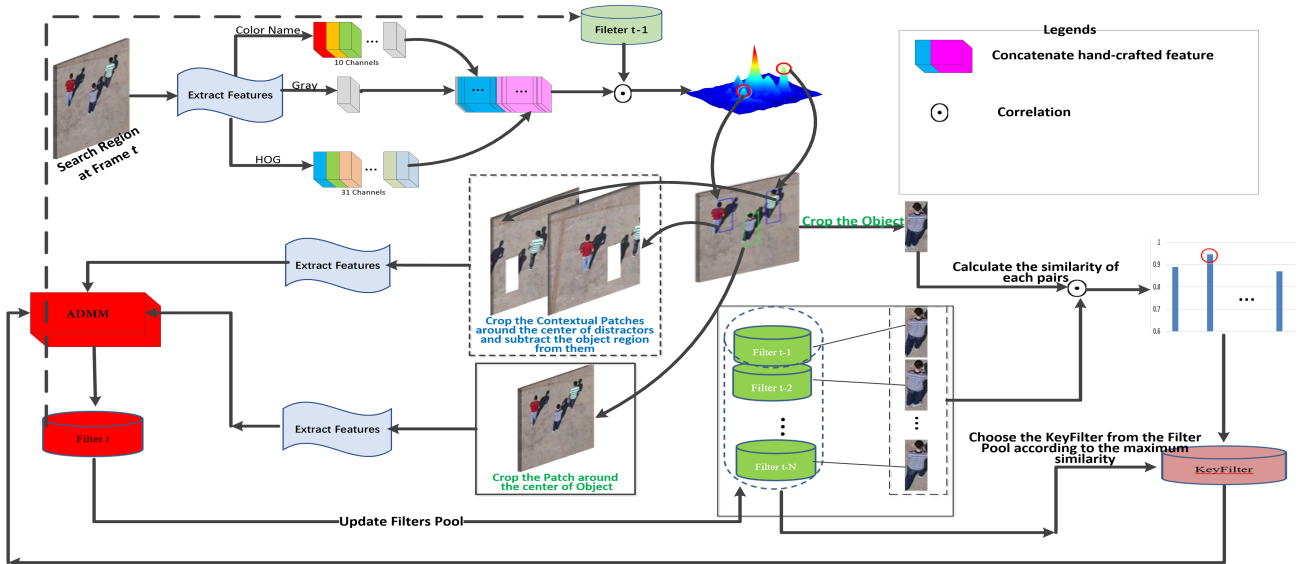 Color Name
10 Channels
Fileter t-1
Legends
Concatenate hand-crafted feature
Correlation
Search Region
at Frame t
Extract Features
Gray
HOG
31 Channels
Crop the Object
Calculate the similarity of
each pairs
1
0.9
0.8
0.7
0.6
Extract Features
Crop the Contextual Patches
around the center of distractors
and subtract the object region
from them
ADMM
Filter t-1
Filter t-2
Filter t-N
Filter t
Extract Features
Crop the Patch around
the center of Object
Choose the KeyFilter from the Filter
Pool according to the maximum
similarity
KeyFilter
Update Filters Pool